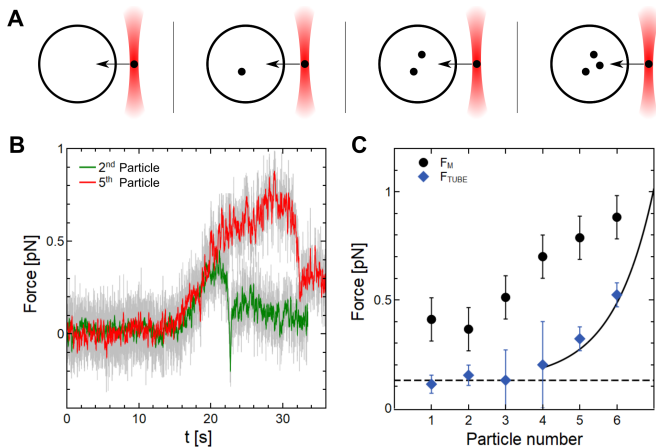 A
B
C
1
0.5
0
Force [pN]
2nd Particle
5th Particle
0 10 20 30
t [s]
FM
FTUBE
1
0.5
0
Force [pN]
1 2 3 4 5 6
Particle number